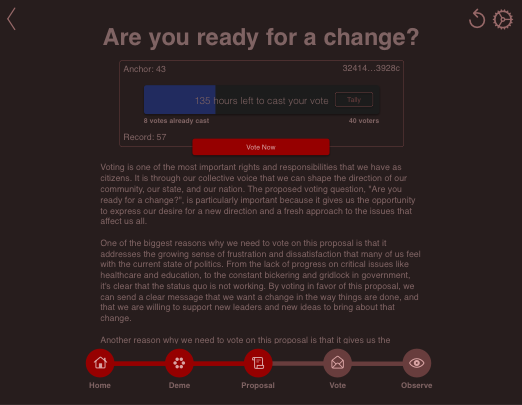 Are you ready for a change?
Anchor: 43
32414...3928c
135 hours left to cast your vote
Tally
8 votes already cast
40 voters
Record: 57
Vote Now
Voting is one of the most important rights and responsibilities that we have as
citizens. It is through our collective voice that we can shape the direction of our
community, our state, and our nation. The proposed voting question, "Are you
ready for a change?", is particularly important because it gives us the opportunity
to express our desire for a new direction and a fresh approach to the issues that
affect us all.
One of the biggest reasons why we need to vote on this proposal is that it
addresses the growing sense of frustration and dissatisfaction that many of us feel
with the current state of politics. From the lack of progress on critical issues like
healthcare and education, to the constant bickering and gridlock in government,
it's clear that the status quo is not working. By voting in favor of this proposal, we
can send a clear message that we want a change in the way things are done, and
that we are willing to support new leaders and new ideas to bring about that
change.
Another reason why we need to vote on this proposal is that it gives us the
Home
Deme
Proposal
Vote
Observe